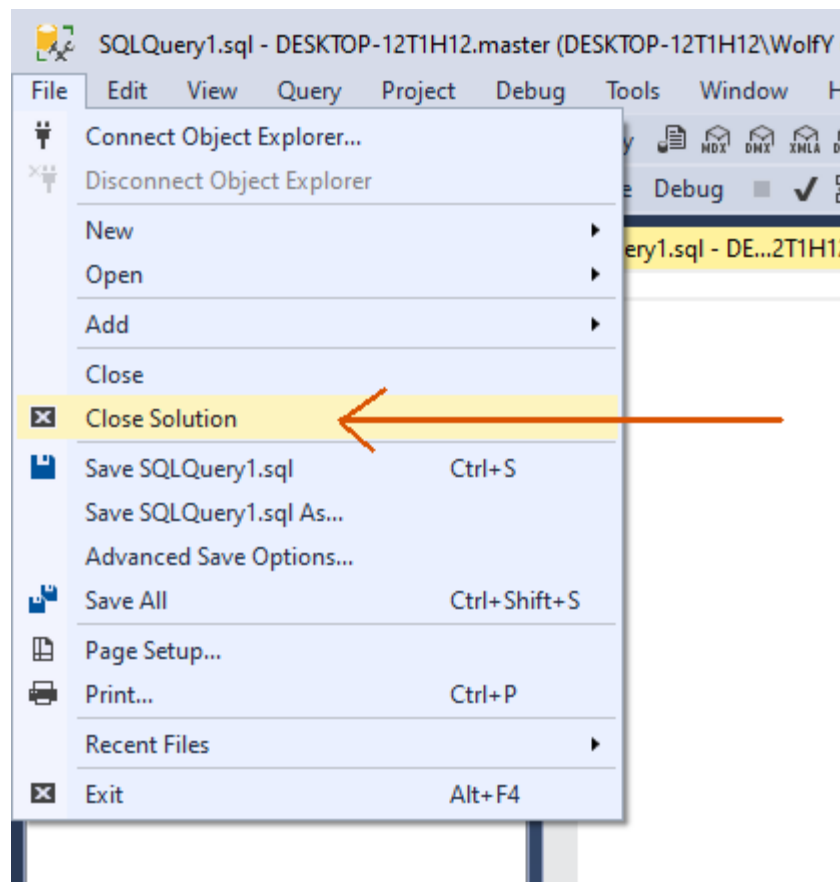 SQLQuery1.sql - DESKTOP-12T1H12.master (DESKTOP-12T1H12\WolfY
File Edit View Query Project Debug Tools Window
MDX DMX XMLA
Connect Object Explorer...
Disconnect Object Explorer
Debug
New
ery1.sql - DE...2T1H1
Open
Add
Close
Close Solution
Save SQLQuery1.sql Ctrl+S
Save SQLQuery1.sql As...
Advanced Save Options...
Save All Ctrl+Shift+S
Page Setup...
Print... Ctrl+P
Recent Files
Exit Alt+F4